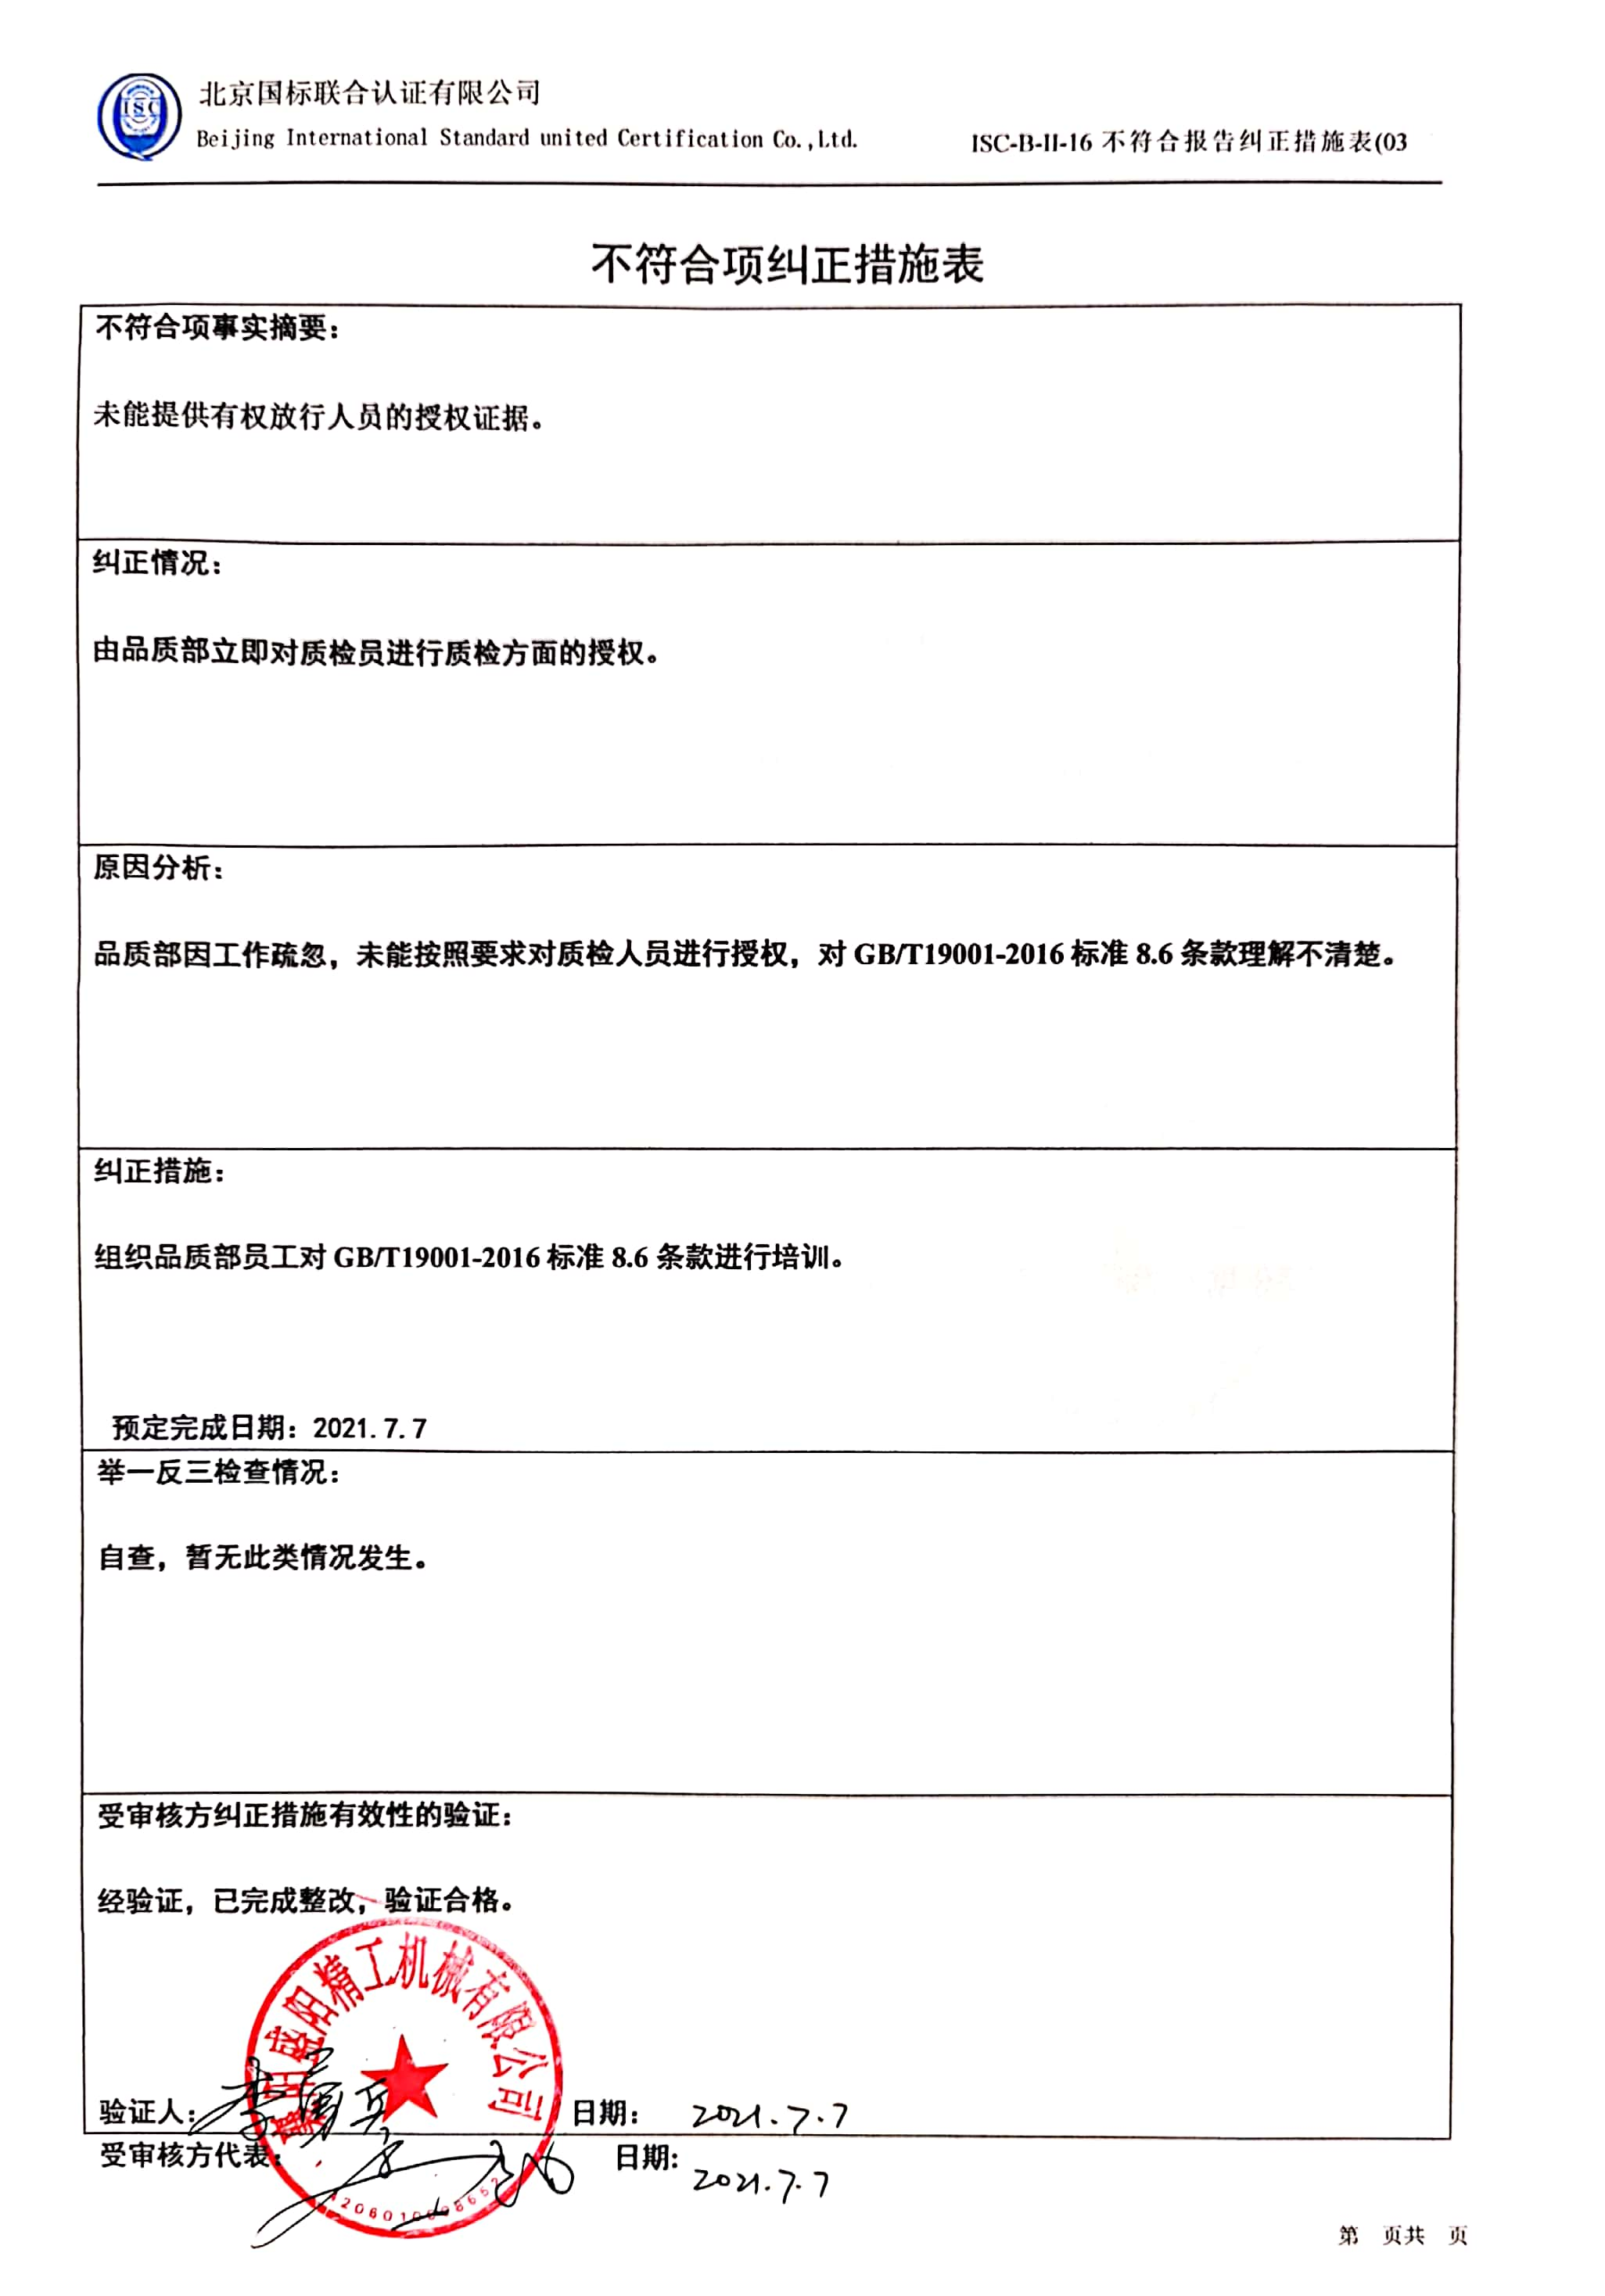 ISC
北京国标联合认证有限公司
Beijing International Standard united Certification Co.,Ltd.
ISC-B-II-16 不符合报告纠正措施表(03
不符合项纠正措施表
不符合项事实摘要：
未能提供有权放行人员的授权证据。
纠正情况：
由品质部立即对质检员进行质检方面的授权。
原因分析：
品质部因工作疏忽，未能按照要求对质检人员进行授权，对 GB/T19001-2016 标准 8.6 条款理解不清楚。
纠正措施：
组织品质部员工对 GB/T19001-2016 标准 8.6 条款进行培训。
预定完成日期：2021.7.7
举一反三检查情况：
自查，暂无此类情况发生。
受审核方纠正措施有效性的验证：
经验证，已完成整改，验证合格。
襄阳盛阳精工机械有限公司
验证人：
日期： 2021.7.7
受审核方代表：
日期: 2021.7.7
第 页共 页